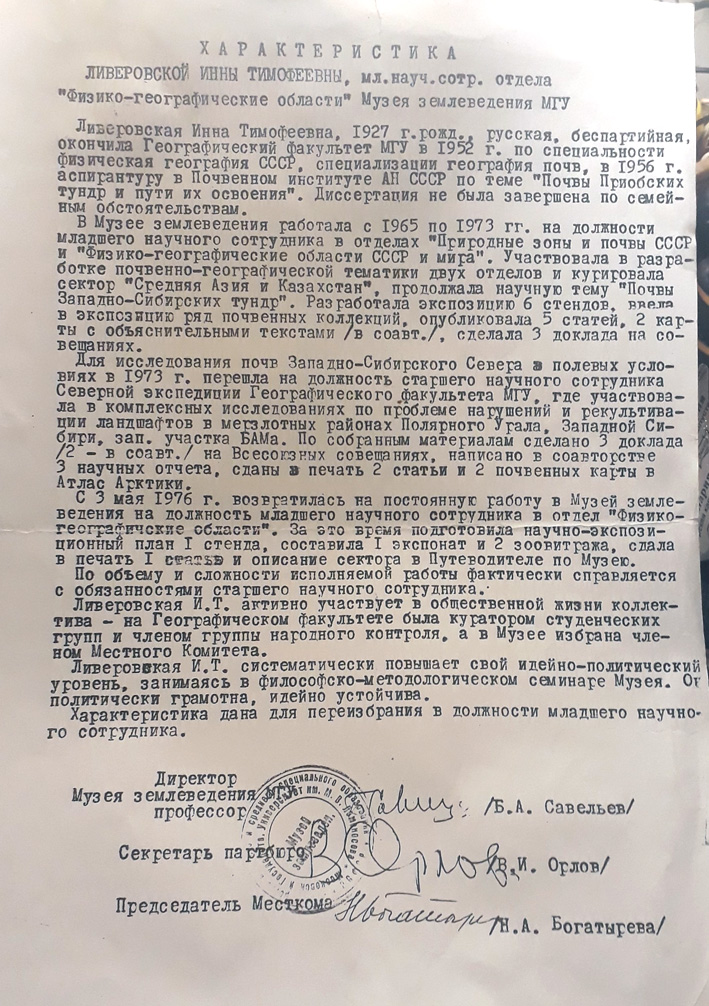 Х А Р А К Т Е Р И С Т И К А
ЛИВЕРОВСКОЙ ИННЫ ТИМОФЕЕВНЫ, мл.науч.сотр. отдела
"Физико-географические области" Музея землеведения МГУ
Ливеровская Инна Тимофеевна, 1927 г.рожд., русская, беспартийная,
окончила Географический факультет МГУ в 1952 г. по специальности
физическая география СССР, специализации география почв, в 1956 г.
аспирантуру в Почвенном институте АН СССР по теме "Почвы Приобских
тундр и пути их освоения". Диссертация не была завершена по семей-
ным обстоятельствам.
В Музее землеведения работала с 1965 по 1973 гг. на должности
младшего научного сотрудника в отделах "Природные зоны и почвы СССР
и "Физико-географические области СССР и мира". Участвовала в разра-
ботке почвенно-географической тематики двух отделов и курировала
сектор "Средняя Азия и Казахстан", продолжала научную тему "Почвы
Западно-Сибирских тундр". Разработала экспозицию 6 стендов, ввела
в экспозицию ряд почвенных коллекций, опубликовала 5 статей, 2 кар-
ты с объяснительными текстами /в соавт./, сделала 3 доклада на со-
вещаниях.
Для исследования почв Западно-Сибирского Севера в полевых усло-
виях в 1973 г. перешла на должность старшего научного сотрудника
Северной экспедиции Географического факультета МГУ, где участвова-
ла в комплексных исследованиях по проблеме нарушений и рекультива-
ции ландшафтов в мерзлотных районах Полярного Урала, Западной Си-
бири, зап. участка БАМа. По собранным материалам сделано 3 доклада
/2 - в соавт./ на Всесоюзных совещаниях, написано в соавторстве
3 научных отчета, сданы в печать 2 статьи и 2 почвенных карты в
Атлас Арктики.
С 3 мая 1976 г. возвратилась на постоянную работу в Музей земле-
ведения на должность младшего научного сотрудника в отдел "Физико-
географичские области". За это время подготовила научно-экспози-
ционный план I стенда, составила I экспонат и 2 зоовитража, сдала
в печать I статью и описание сектора в Путеводителе по Музею.
По объему и сложности исполняемой работы фактически справляется
с обязанностями старшего научного сотрудника.
Ливеровская И.Т. активно участвует в общественной жизни коллек-
тива - на Географическом факультете была куратором студенческих
групп и членом группы народного контроля, а в Музее избрана чле-
ном Местного Комитета.
Ливеровская И.Т. систематически повышает свой идейно-политический
уровень, занимаясь в философско-методологическом семинаре Музея.
политически грамотна, идейно устойчива.
Характеристика дана для переизбрания в должности младшего научно-
го сотрудника.
Директор
Музея землеведения МГУ
профессор /Б.А. Савельев/
Секретарь партбюро Орлов /В.И. Орлов/
Председатель Месткома НБогатыр /Н.А. Богатырева/